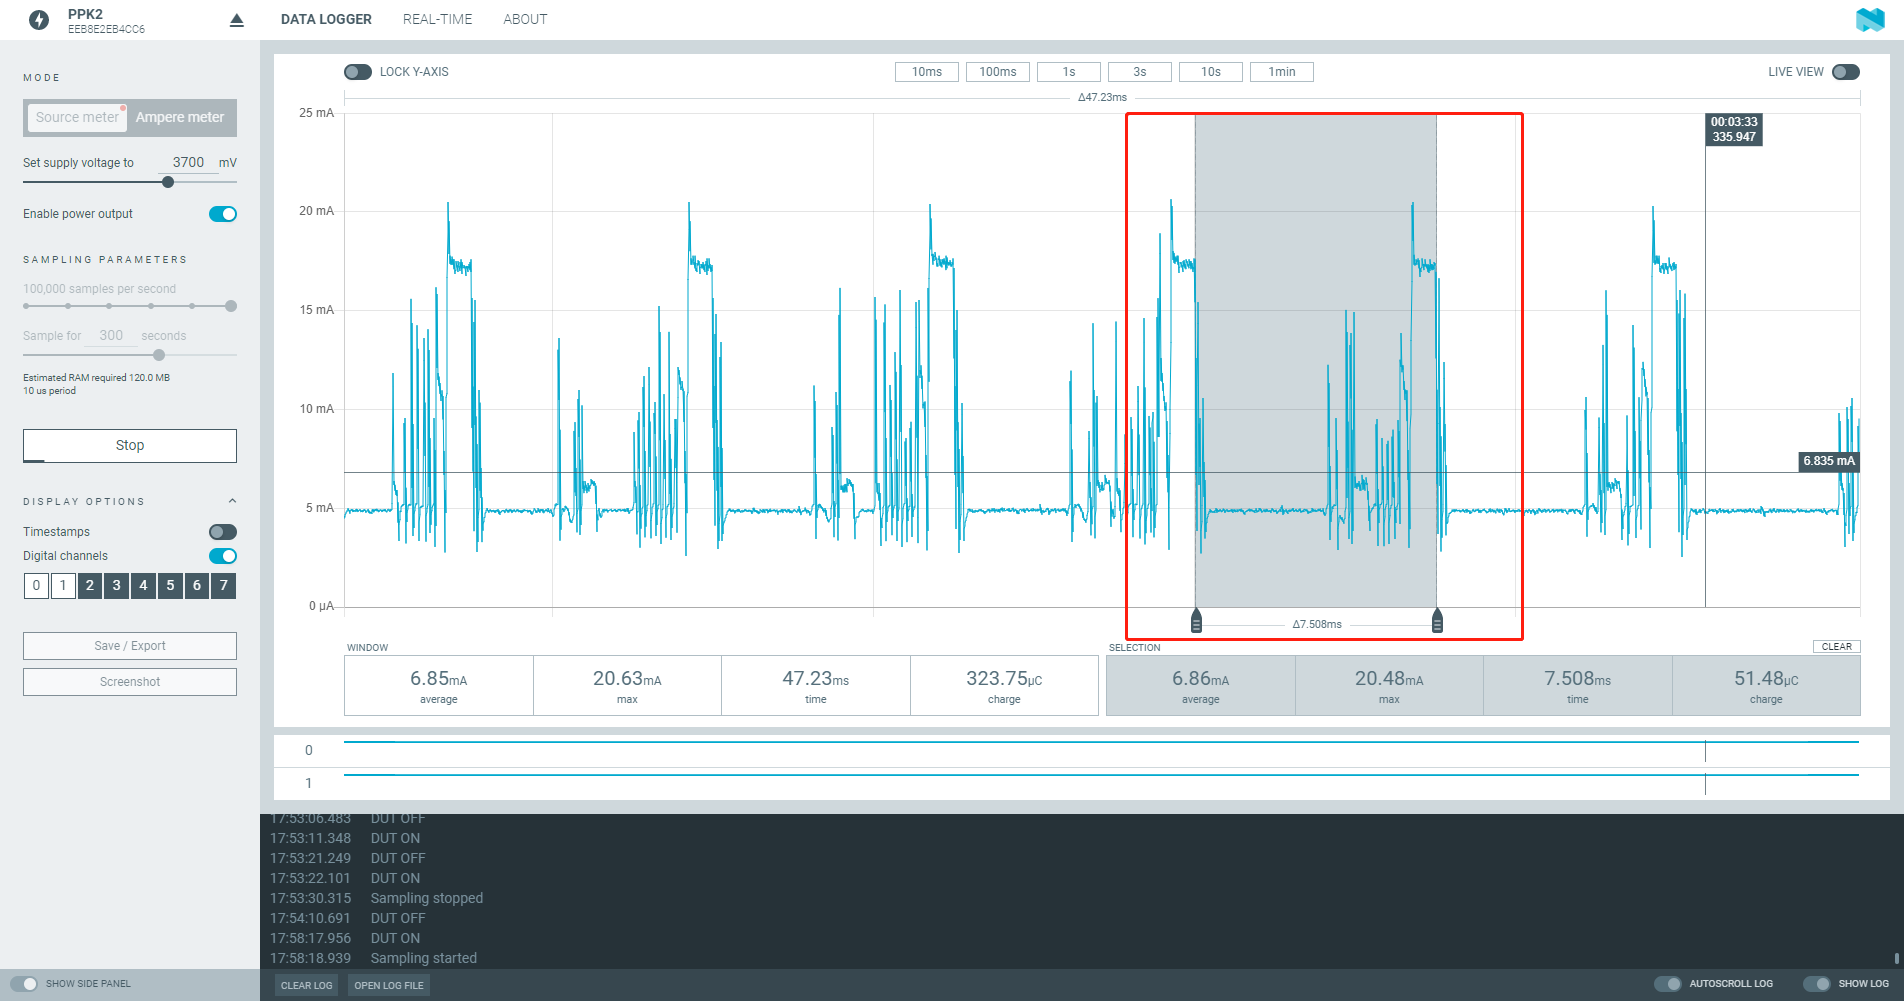 PPK2
EEB8E2EB4CC6
DATA LOGGER
REAL-TIME
ABOUT
MODE
Source meter
Ampere meter
Set supply voltage to 3700 mV
Enable power output
SAMPLING PARAMETERS
100,000 samples per second
Sample for 300 seconds
Estimated RAM required 120.0 MB
10 us period
Stop
DISPLAY OPTIONS
Timestamps
Digital channels
0 1 2 3 4 5 6 7
Save / Export
Screenshot
SHOW SIDE PANEL
LOCK Y-AXIS
10ms 100ms 1s 3s 10s 1min
LIVE VIEW
Δ47.23ms
25 mA
20 mA
15 mA
10 mA
5 mA
0 μA
00:03:33
335.947
6.835 mA
Δ7.508ms
WINDOW
6.85mA
average
20.63mA
max
47.23ms
time
323.75μC
charge
SELECTION
CLEAR
6.86mA
average
20.48mA
max
7.508ms
time
51.48μC
charge
0
1
17:53:06.483 DUT OFF
17:53:11.348 DUT ON
17:53:21.249 DUT OFF
17:53:22.101 DUT ON
17:53:30.315 Sampling stopped
17:54:10.691 DUT OFF
17:58:17.956 DUT ON
17:58:18.939 Sampling started
CLEAR LOG
OPEN LOG FILE
AUTOSCROLL LOG
SHOW LOG